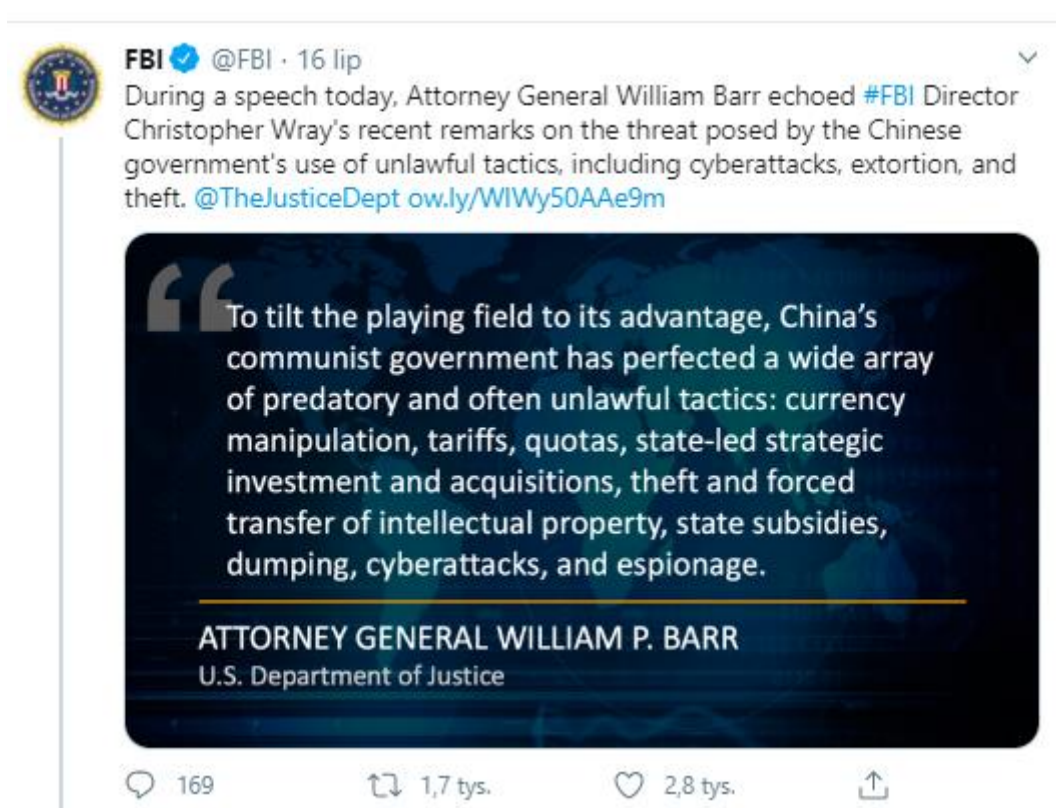 FBI @FBI · 16 lip
During a speech today, Attorney General William Barr echoed #FBI Director
Christopher Wray's recent remarks on the threat posed by the Chinese
government's use of unlawful tactics, including cyberattacks, extortion, and
theft. @TheJusticeDept ow.ly/WIWy50AAe9m
“To tilt the playing field to its advantage, China’s
communist government has perfected a wide array
of predatory and often unlawful tactics: currency
manipulation, tariffs, quotas, state-led strategic
investment and acquisitions, theft and forced
transfer of intellectual property, state subsidies,
dumping, cyberattacks, and espionage.
ATTORNEY GENERAL WILLIAM P. BARR
U.S. Department of Justice
169 1,7 tys. 2,8 tys.